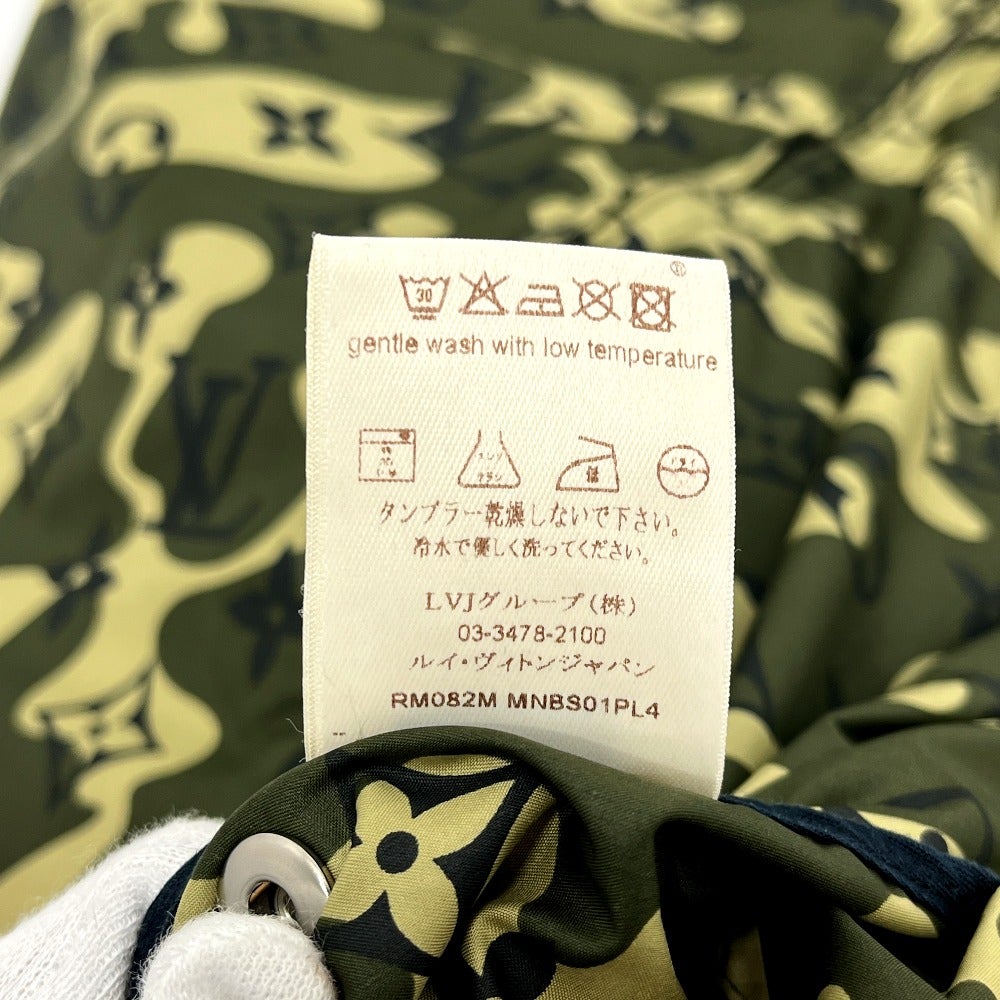 30
gentle wash with low temperature
タンブラー乾燥しないで下さい。
冷水で優しく洗ってください。
LVJグループ(株)
03-3478-2100
ルイ・ヴィトンジャパン
RM082M MNBS01PL4
LV